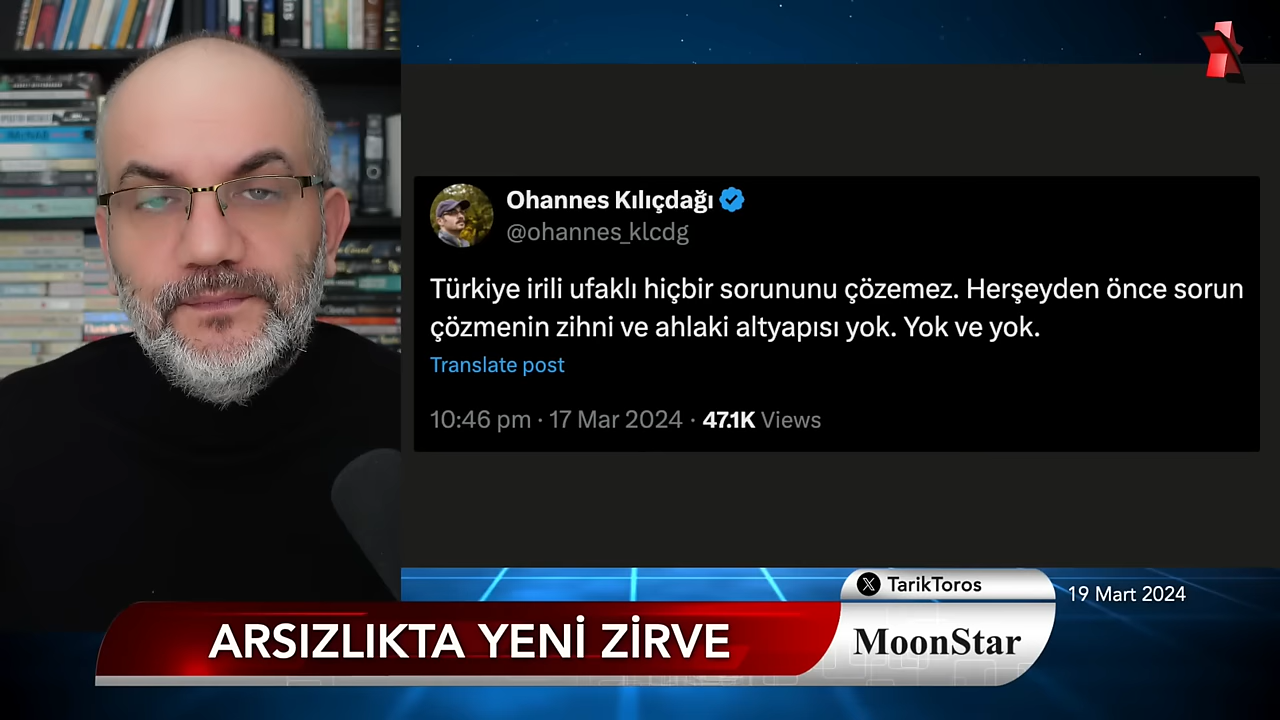 Ohannes Kılıçdağı
@ohannes_klcdg
Türkiye irili ufaklı hiçbir sorununu çözemez. Herşeyden önce sorun
çözmenin zihni ve ahlaki altyapısı yok. Yok ve yok.
Translate post
10:46 pm · 17 Mar 2024 · 47.1K Views
TarikToros
19 Mart 2024
ARSIZLIKTA YENİ ZİRVE
MoonStar